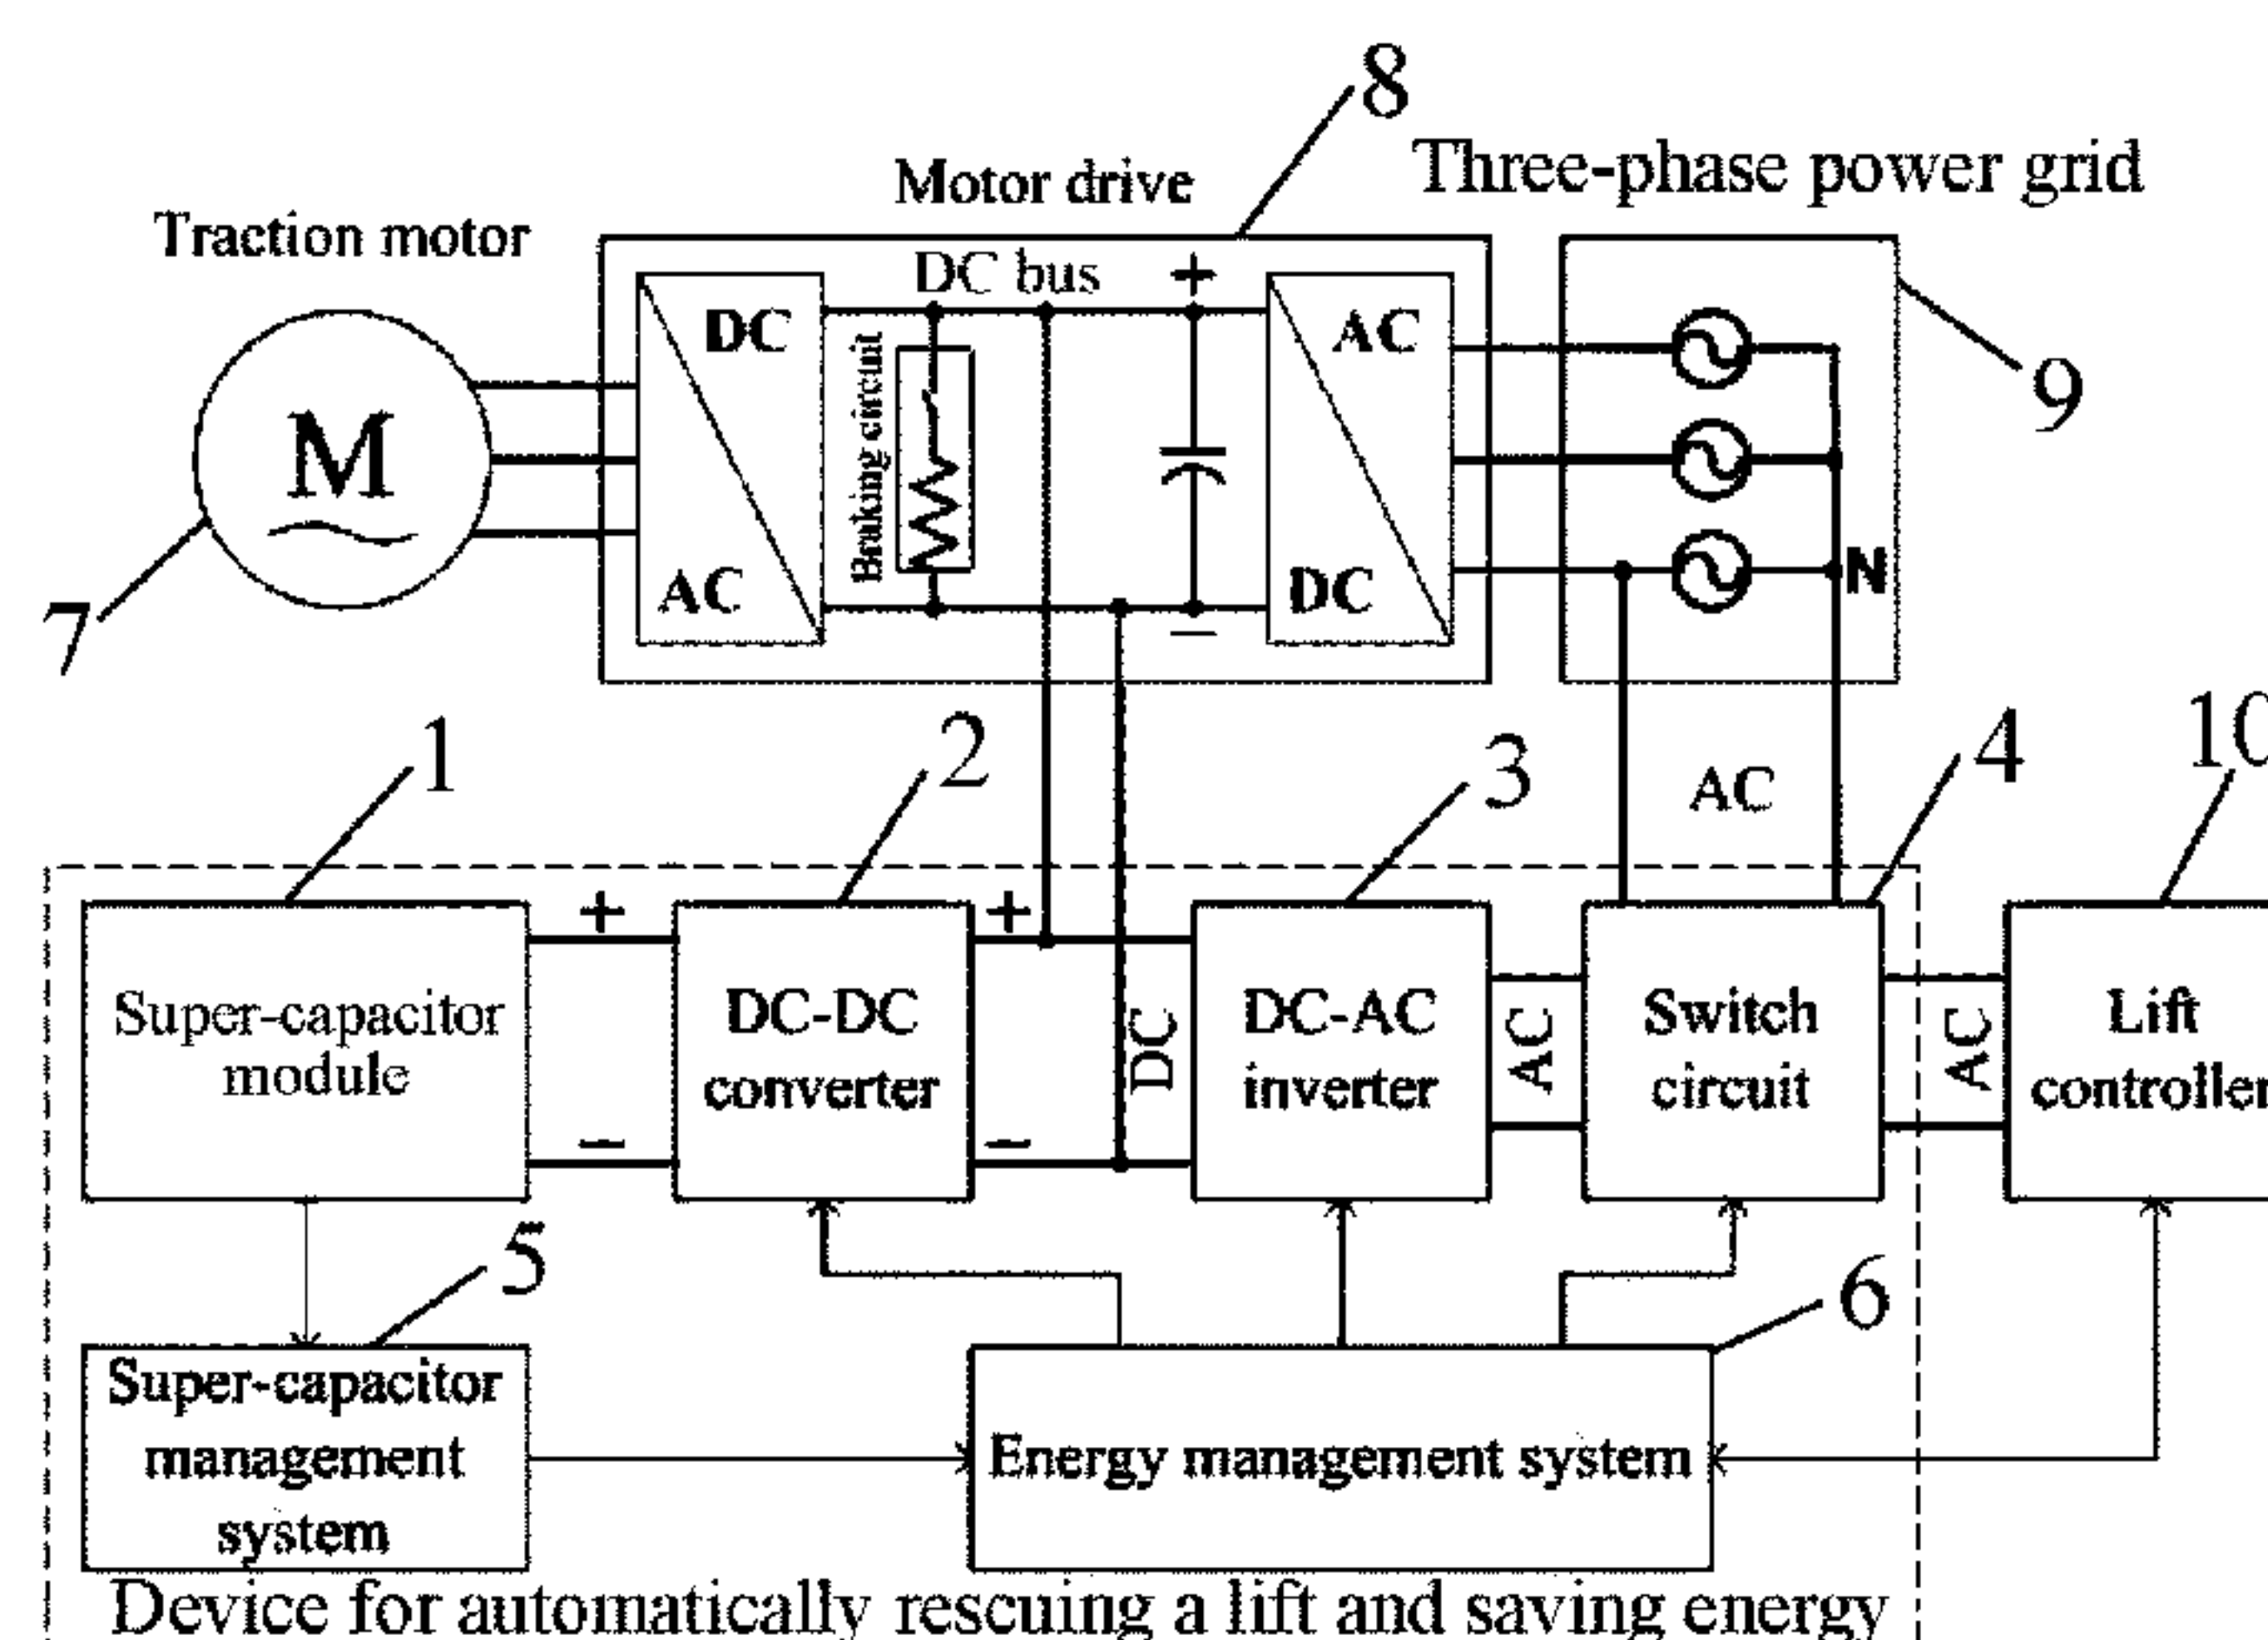 8
Motor drive
Three-phase power grid
Traction motor
DC bus
+
DC
AC
Braking circuit
AC
DC
M
N
9
7
−
1
2
3
AC
4
10
+
+
Super-capacitor
module
DC-DC
converter
DC
DC-AC
inverter
AC
Switch
circuit
AC
Lift
controller
−
−
5
6
Super-capacitor
management
system
Energy management system
Device for automatically rescuing a lift and saving energy